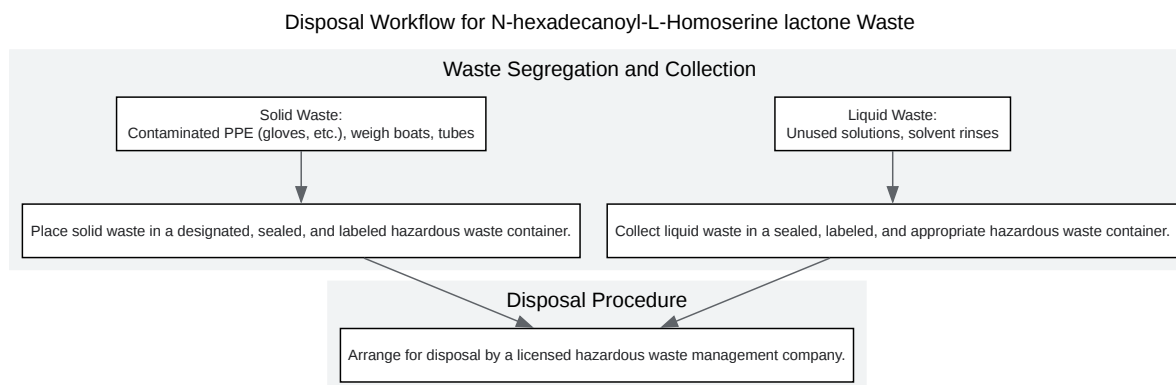 Disposal Workflow for N-hexadecanoyl-L-Homoserine lactone Waste
Waste Segregation and Collection
Solid Waste:
Contaminated PPE (gloves, etc.), weigh boats, tubes
Liquid Waste:
Unused solutions, solvent rinses
Place solid waste in a designated, sealed, and labeled hazardous waste container.
Collect liquid waste in a sealed, labeled, and appropriate hazardous waste container.
Disposal Procedure
Arrange for disposal by a licensed hazardous waste management company.